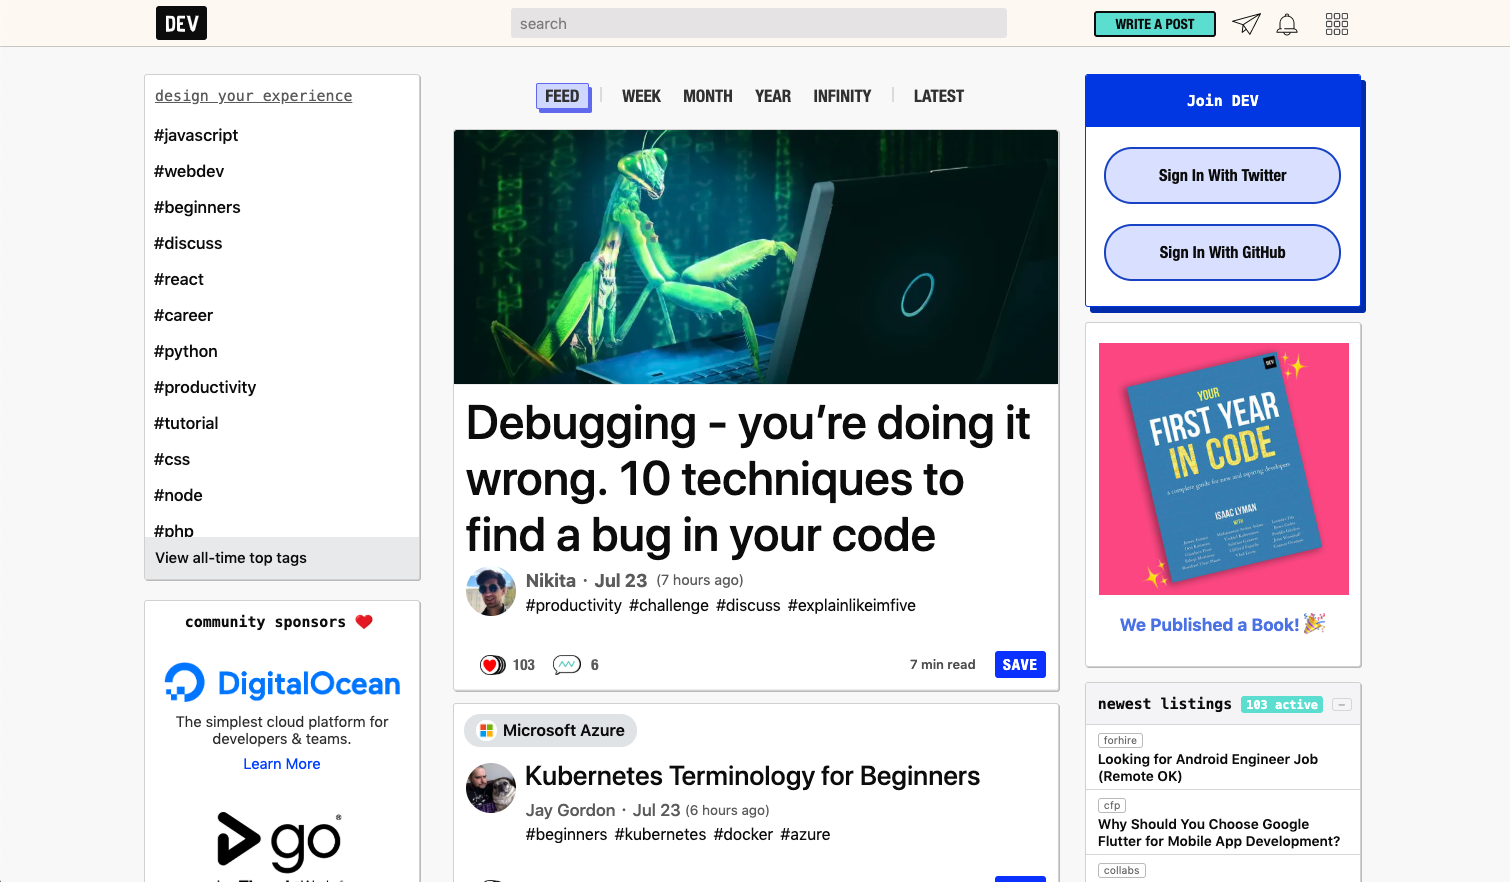 DEV
search
WRITE A POST
design your experience
#javascript
#webdev
#beginners
#discuss
#react
#career
#python
#productivity
#tutorial
#css
#node
#php
View all-time top tags
community sponsors ❤️
DigitalOcean
The simplest cloud platform for
developers & teams.
Learn More
go
FEED
WEEK
MONTH
YEAR
INFINITY
LATEST
Debugging - you’re doing it
wrong. 10 techniques to
find a bug in your code
Nikita · Jul 23 (7 hours ago)
#productivity #challenge #discuss #explainlikeimfive
103
6
7 min read
SAVE
Microsoft Azure
Kubernetes Terminology for Beginners
Jay Gordon · Jul 23 (6 hours ago)
#beginners #kubernetes #docker #azure
Join DEV
Sign In With Twitter
Sign In With GitHub
DEV
YOUR
FIRST YEAR
IN CODE
a complete guide for new and aspiring developers
ISAAC LYMAN
WITH
We Published a Book! 🎉
newest listings
103 active
–
forhire
Looking for Android Engineer Job
(Remote OK)
cfp
Why Should You Choose Google
Flutter for Mobile App Development?
collabs